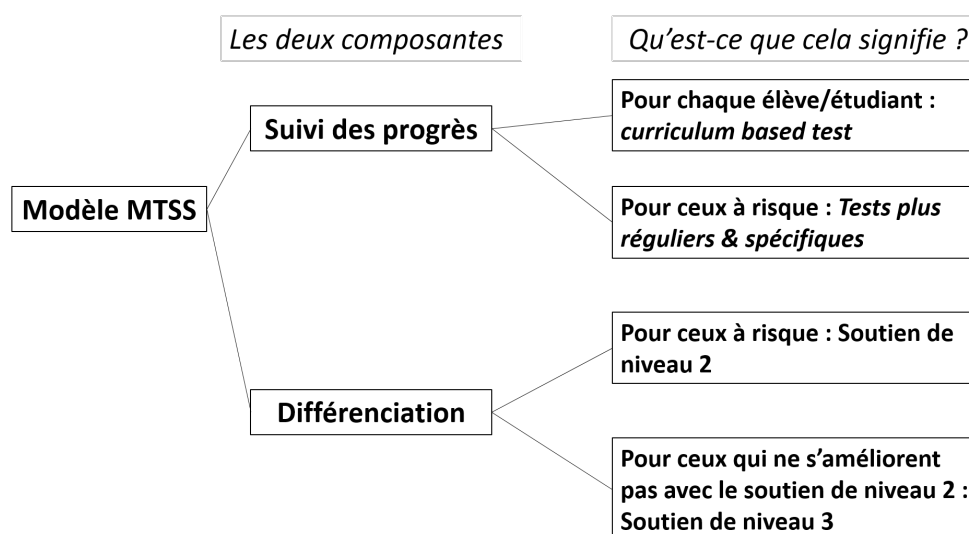 Les deux composantes
Qu’est-ce que cela signifie ?
Modèle MTSS
Suivi des progrès
Pour chaque élève/étudiant :
curriculum based test
Pour ceux à risque : Tests plus
réguliers & spécifiques
Différenciation
Pour ceux à risque : Soutien de
niveau 2
Pour ceux qui ne s’améliorent
pas avec le soutien de niveau 2 :
Soutien de niveau 3